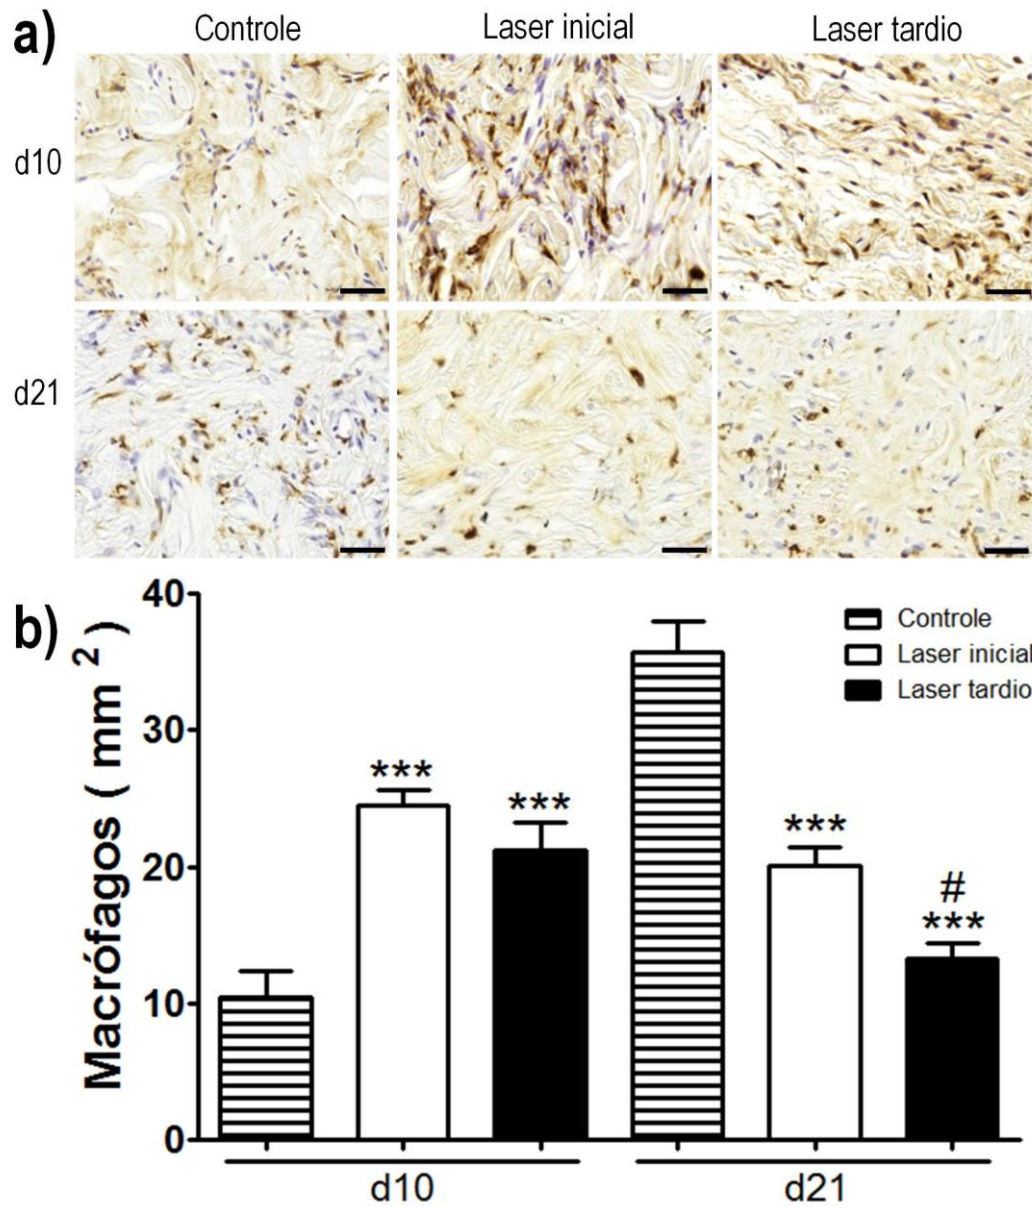 a)
Controle
Laser inicial
Laser tardio
d10
d21
b)
Macrófagos ( mm ²)
40
30
20
10
0
Controle
Laser inicial
Laser tardio
***
***
***
#
***
d10
d21